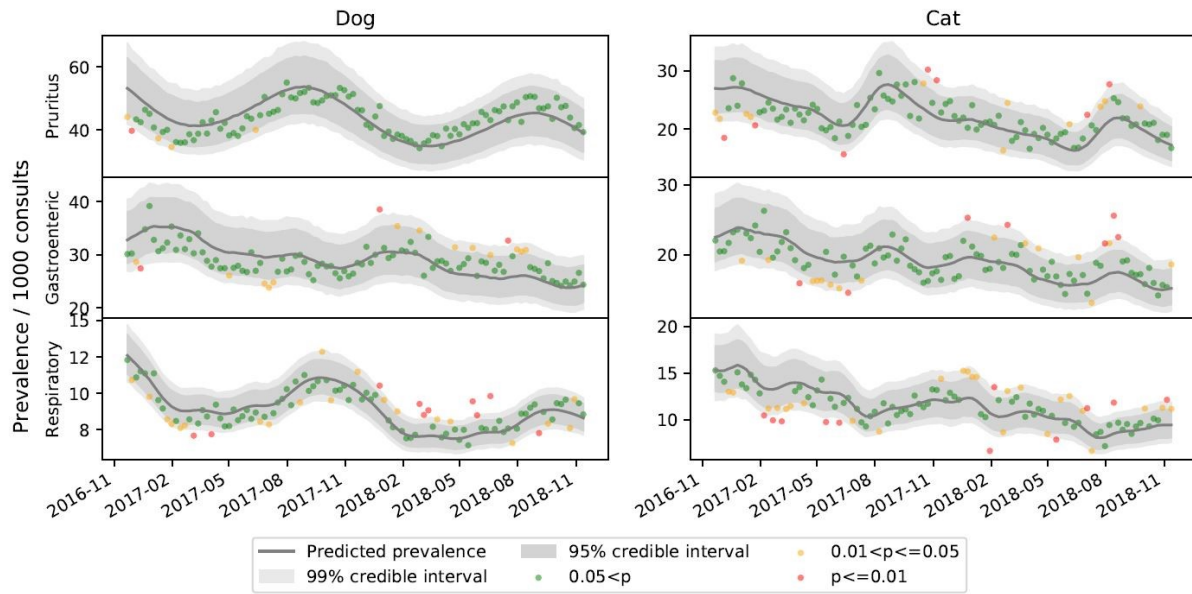 Dog
Cat
Prevalence / 1000 consults
Pruritus
60
40
30
20
Gastroenteric
40
30
20
30
20
Respiratory
15
12
10
8
20
15
10
2016-11
2017-02
2017-05
2017-08
2017-11
2018-02
2018-05
2018-08
2018-11
2016-11
2017-02
2017-05
2017-08
2017-11
2018-02
2018-05
2018-08
2018-11
Predicted prevalence
95% credible interval
0.01<p<=0.05
99% credible interval
0.05<p
p<=0.01